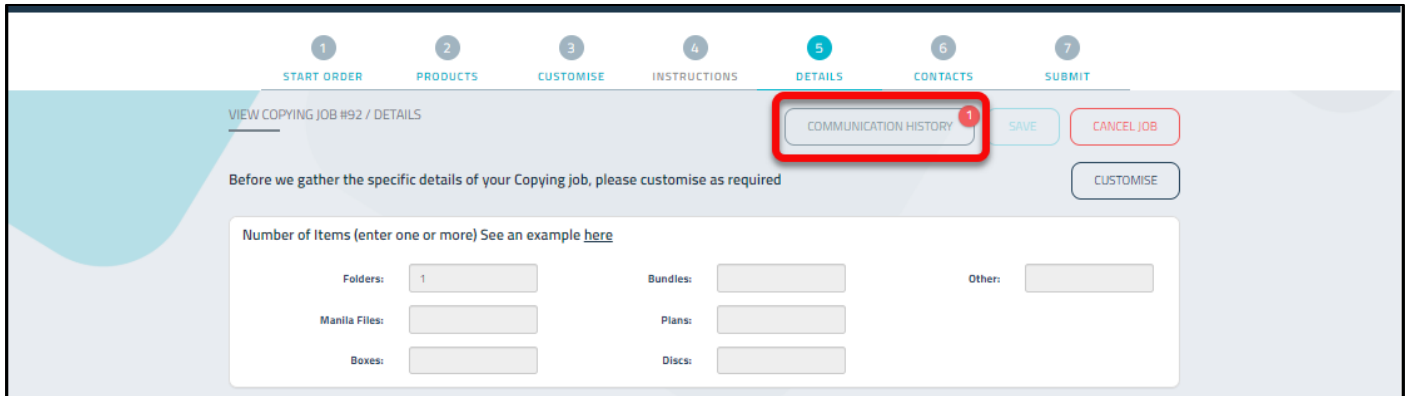 1 2 3 4 5 6 7
START ORDER PRODUCTS CUSTOMISE INSTRUCTIONS DETAILS CONTACTS SUBMIT
VIEW COPYING JOB #92 / DETAILS
COMMUNICATION HISTORY 1 SAVE CANCEL JOB
Before we gather the specific details of your Copying job, please customise as required CUSTOMISE
Number of Items (enter one or more) See an example here
Folders: 1 Bundles: Other:
Manila Files: Plans:
Boxes: Discs: